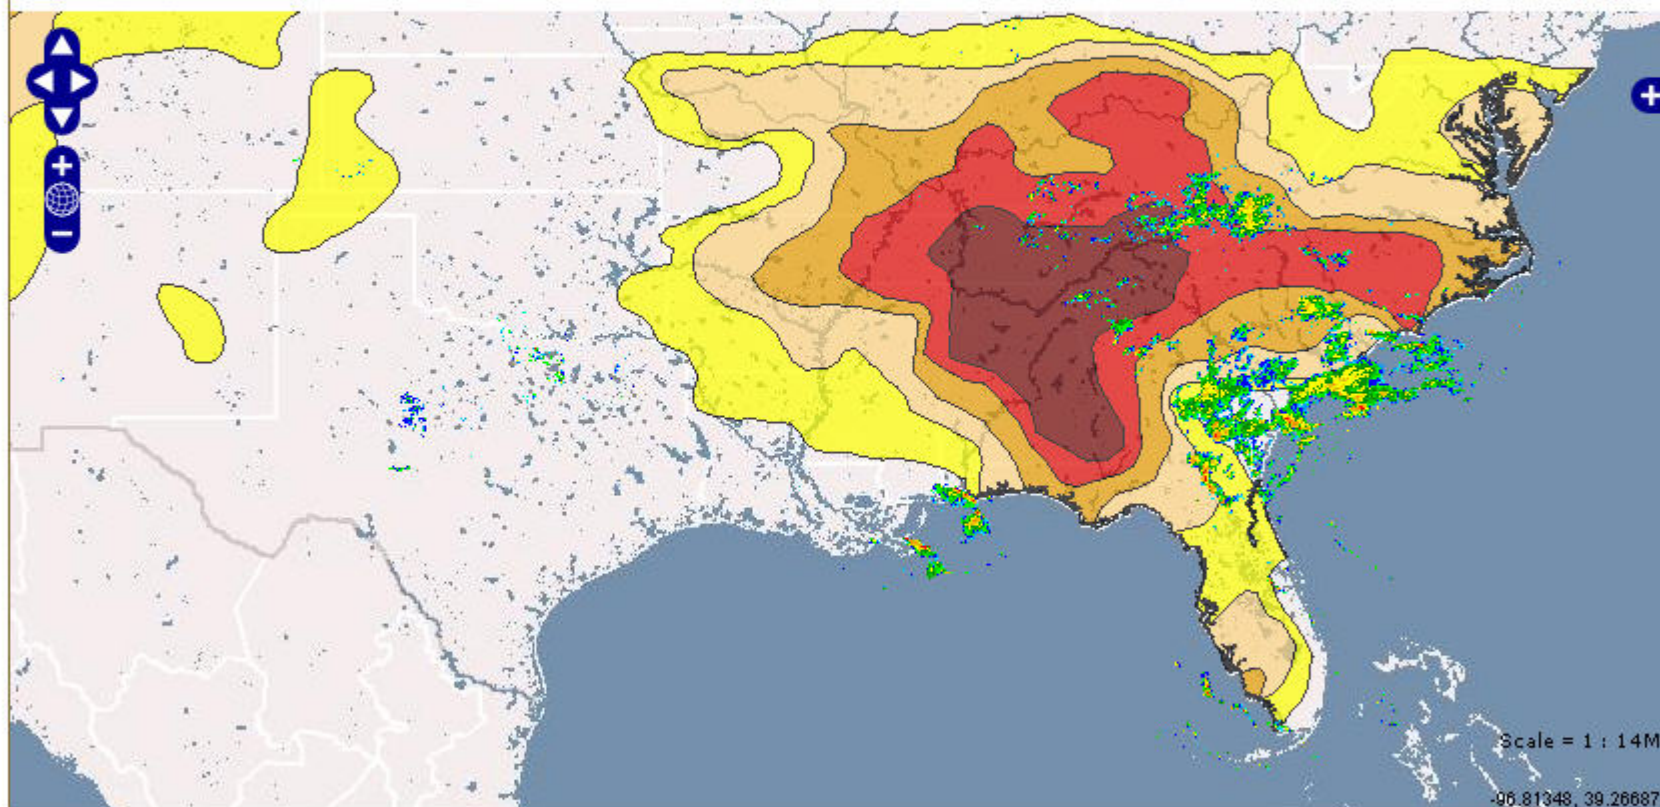 +
+
−
Scale = 1 : 14M
-96.81348, 39.26687